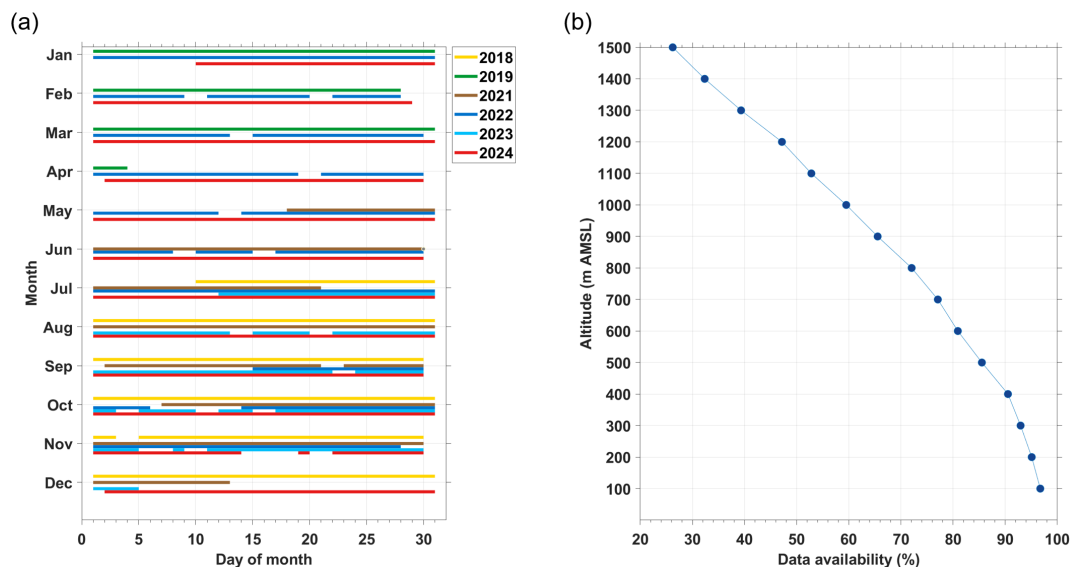 (a)
Jan
Feb
Mar
Apr
May
Jun
Jul
Aug
Sep
Oct
Nov
Dec
Month
0 5 10 15 20 25 30
Day of month
2018
2019
2021
2022
2023
2024
(b)
1500
1400
1300
1200
1100
1000
900
800
700
600
500
400
300
200
100
Altitude (m AMSL)
20 30 40 50 60 70 80 90 100
Data availability (%)